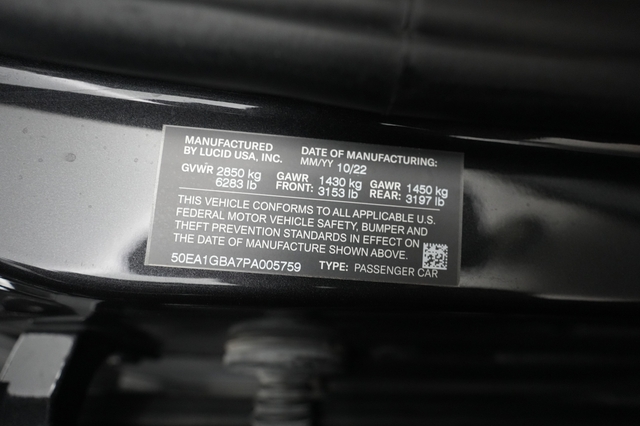 MANUFACTURED BY LUCID USA, INC.
DATE OF MANUFACTURING: MM/YY 10/22
GVWR 2850 kg 6283 lb
GAWR FRONT: 1430 kg 3153 lb
GAWR REAR: 1450 kg 3197 lb
THIS VEHICLE CONFORMS TO ALL APPLICABLE U.S.
FEDERAL MOTOR VEHICLE SAFETY, BUMPER AND
THEFT PREVENTION STANDARDS IN EFFECT ON
THE DATE OF MANUFACTURE SHOWN ABOVE.
50EA1GBA7PA005759 TYPE: PASSENGER CAR